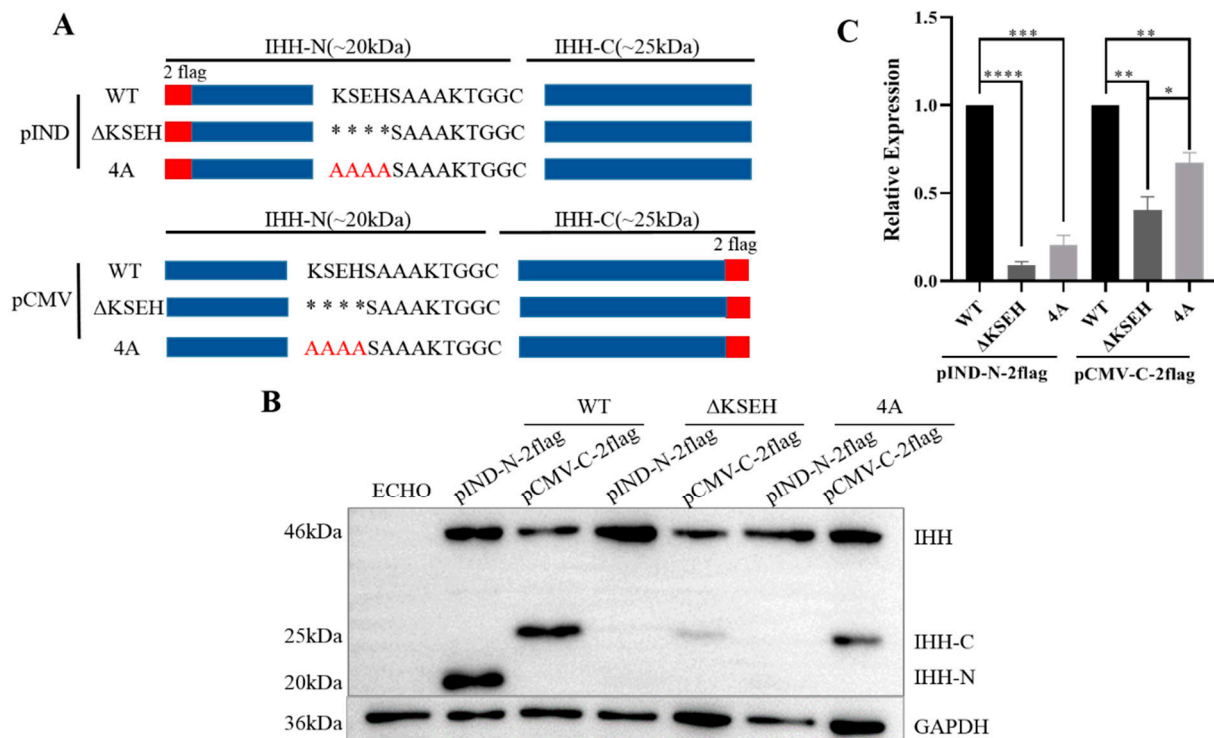 A
IHH-N(~20kDa) IHH-C(~25kDa)
2 flag
pIND
WT KSEHSAAAKTGGC
ΔKSEH ****SAAAKTGGC
4A AAAASAAAKTGGC
IHH-N(~20kDa) IHH-C(~25kDa)
2 flag
pCMV
WT KSEHSAAAKTGGC
ΔKSEH ****SAAAKTGGC
4A AAAASAAAKTGGC
C
Relative Expression
1.5
1.0
0.5
0.0
*** **
**** ** *
WT ΔKSEH 4A WT ΔKSEH 4A
pIND-N-2flag pCMV-C-2flag
B
WT ΔKSEH 4A
ECHO pIND-N-2flag pCMV-C-2flag pIND-N-2flag pCMV-C-2flag pIND-N-2flag pCMV-C-2flag
46kDa IHH
25kDa IHH-C
20kDa IHH-N
36kDa GAPDH